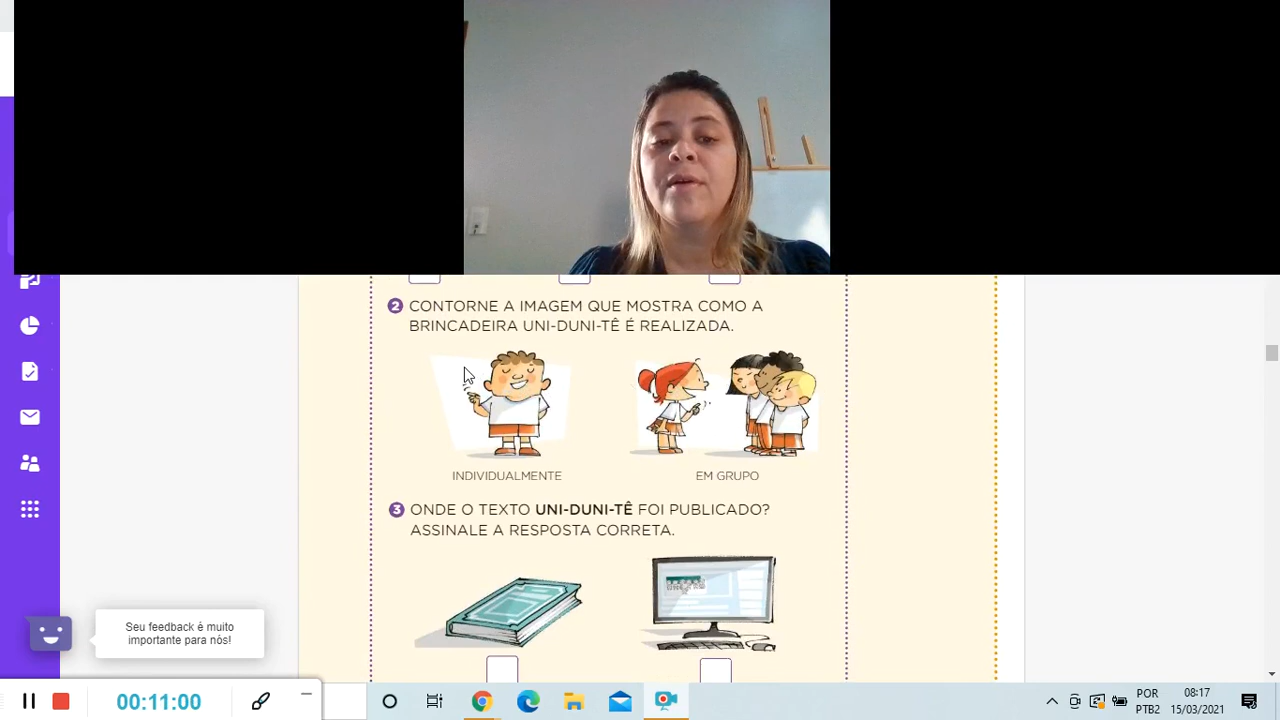 2 CONTORNE A IMAGEM QUE MOSTRA COMO A
BRINCADEIRA UNI-DUNI-TÊ É REALIZADA.
INDIVIDUALMENTE
EM GRUPO
3 ONDE O TEXTO UNI-DUNI-TÊ FOI PUBLICADO?
ASSINALE A RESPOSTA CORRETA.
Seu feedback é muito
importante para nós!
00:11:00
POR
PTB2
08:17
15/03/2021